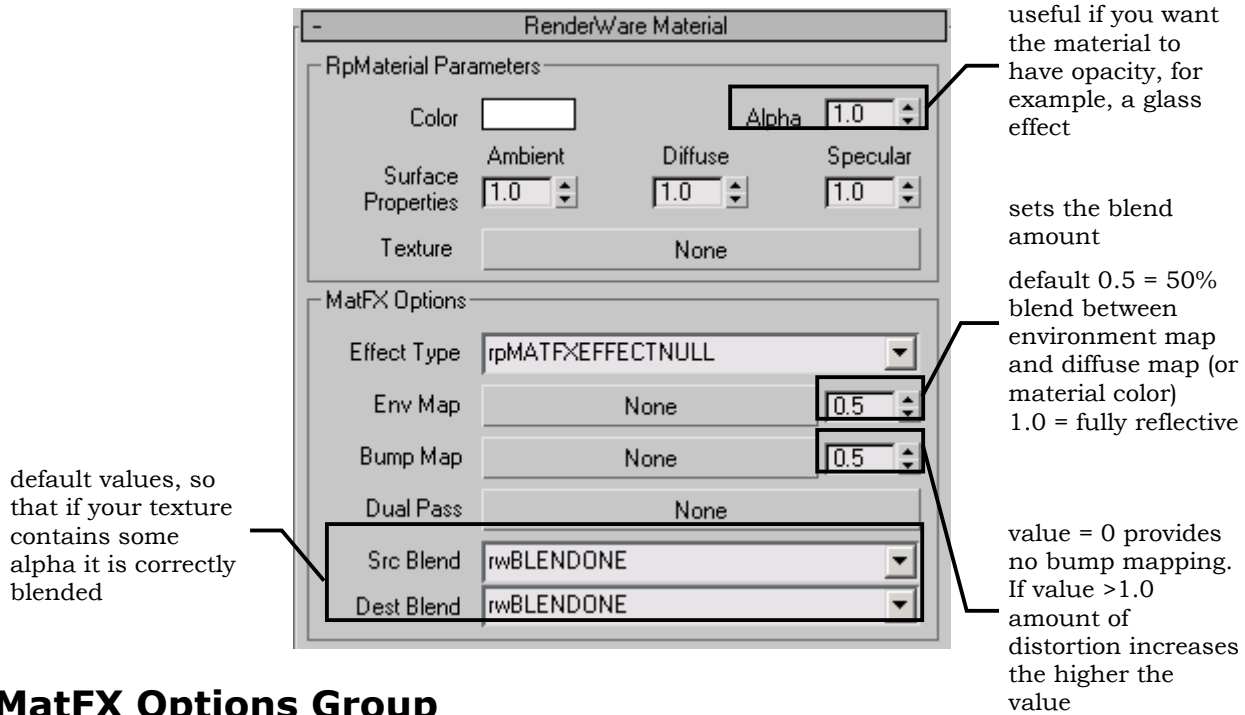 useful if you want
the material to
have opacity, for
example, a glass
effect
- RenderWare Material
RpMaterial Parameters
Color
Alpha 1.0
Ambient Diffuse Specular
Surface
Properties
1.0 1.0 1.0
Texture None
sets the blend
amount
default 0.5 = 50%
blend between
environment map
and diffuse map (or
material color)
1.0 = fully reflective
MatFX Options
Effect Type rpMATFXEFFECTNULL
Env Map None 0.5
Bump Map None 0.5
Dual Pass None
Src Blend rwBLENDONE
Dest Blend rwBLENDONE
default values, so
that if your texture
contains some
alpha it is correctly
blended
value = 0 provides
no bump mapping.
If value >1.0
amount of
distortion increases
the higher the
value
MatFX Options Group